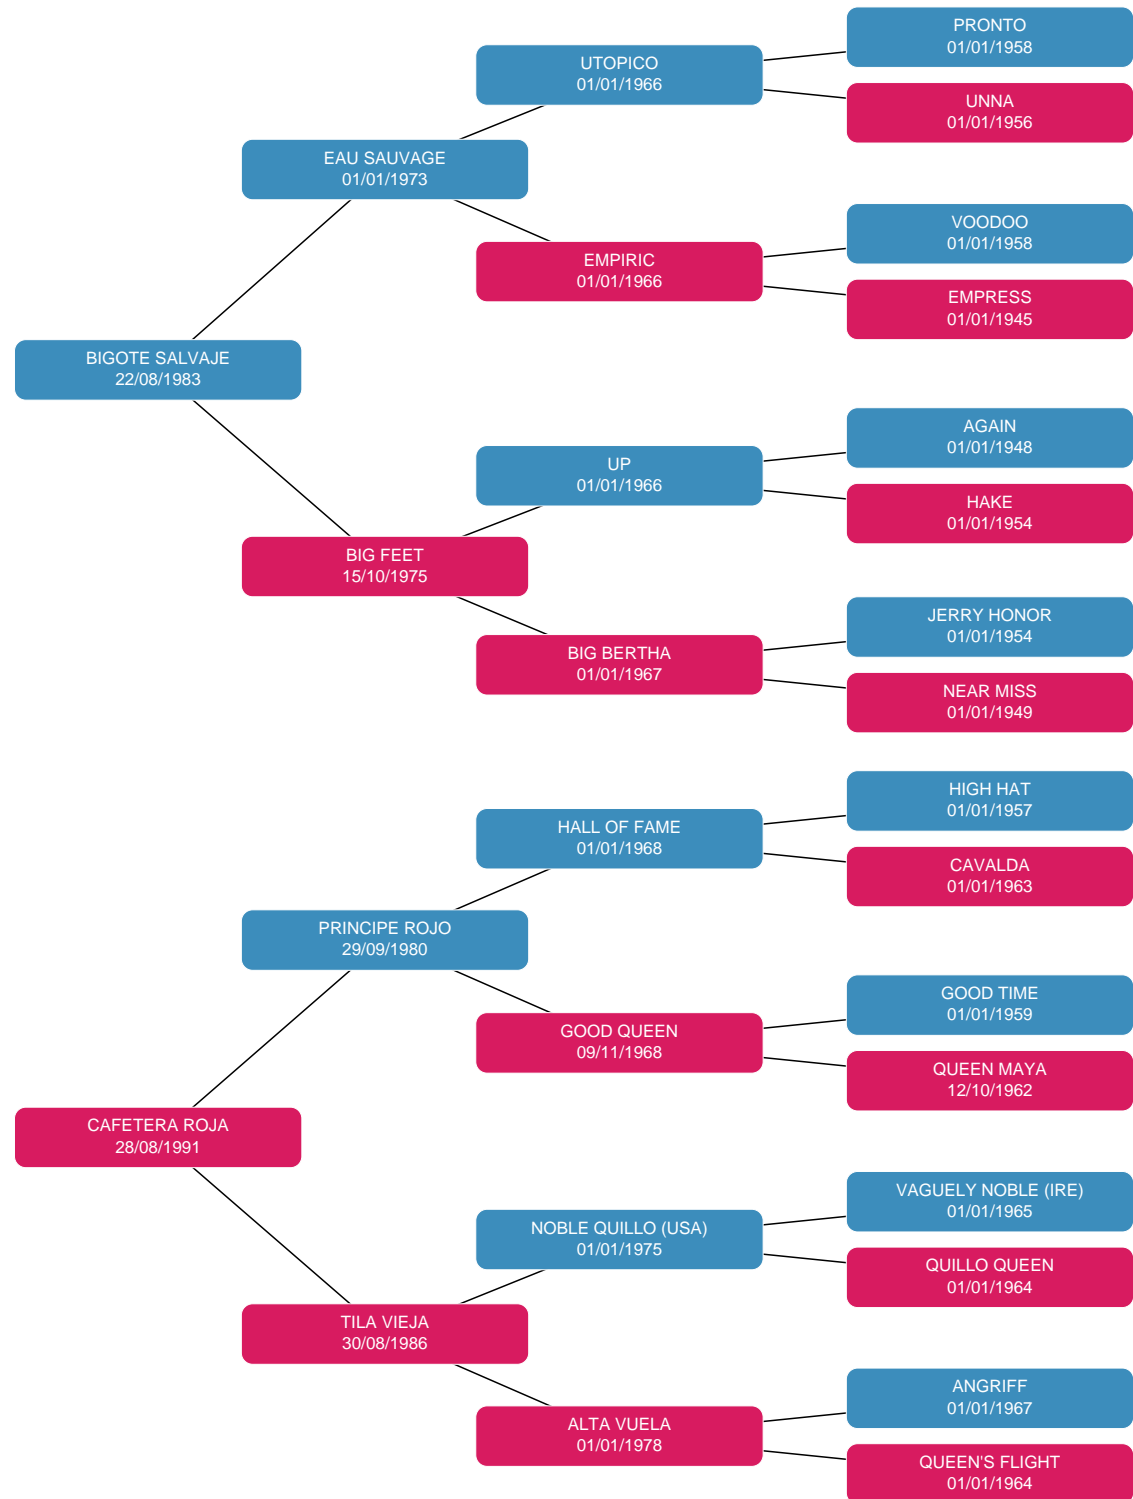 PRONTO
01/01/1958
UTOPICO
01/01/1966
UNNA
01/01/1956
EAU SAUVAGE
01/01/1973
VOODOO
01/01/1958
EMPIRIC
01/01/1966
EMPRESS
01/01/1945
BIGOTE SALVAJE
22/08/1983
AGAIN
01/01/1948
UP
01/01/1966
HAKE
01/01/1954
BIG FEET
15/10/1975
JERRY HONOR
01/01/1954
BIG BERTHA
01/01/1967
NEAR MISS
01/01/1949
HIGH HAT
01/01/1957
HALL OF FAME
01/01/1968
CAVALDA
01/01/1963
PRINCIPE ROJO
29/09/1980
GOOD TIME
01/01/1959
GOOD QUEEN
09/11/1968
QUEEN MAYA
12/10/1962
CAFETERA ROJA
28/08/1991
VAGUELY NOBLE (IRE)
01/01/1965
NOBLE QUILLO (USA)
01/01/1975
QUILLO QUEEN
01/01/1964
TILA VIEJA
30/08/1986
ANGRIFF
01/01/1967
ALTA VUELA
01/01/1978
QUEEN'S FLIGHT
01/01/1964